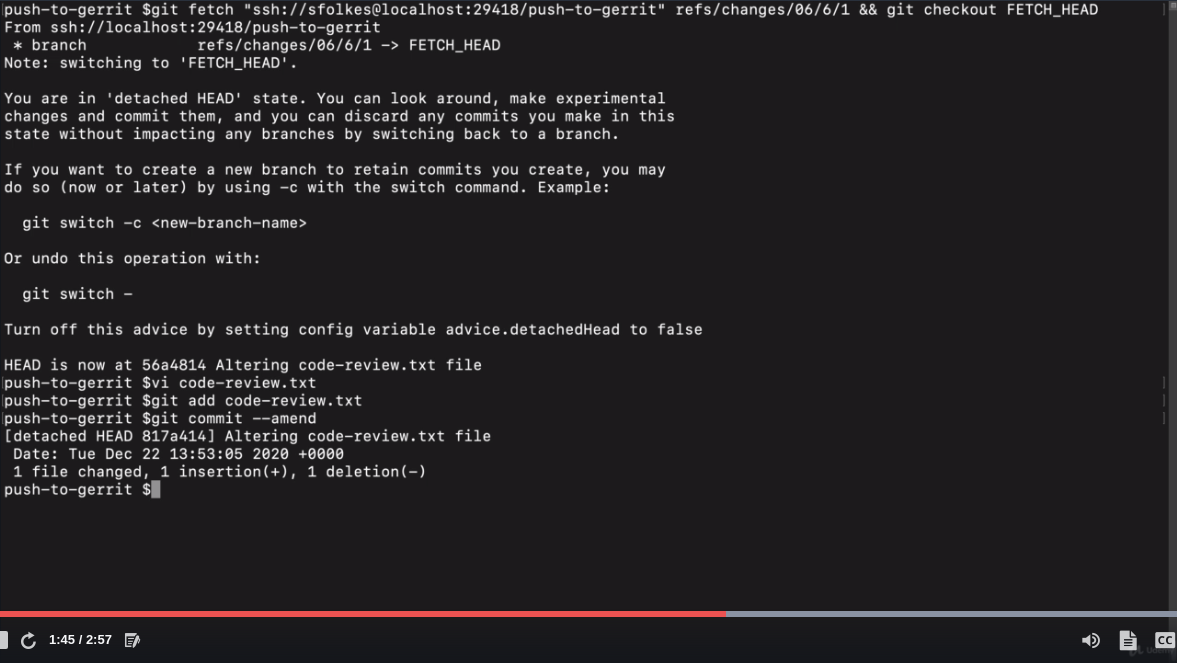 push-to-gerrit $git fetch "ssh://sfolkes@localhost:29418/push-to-gerrit" refs/changes/06/6/1 && git checkout FETCH_HEAD
From ssh://localhost:29418/push-to-gerrit
 * branch            refs/changes/06/6/1 -> FETCH_HEAD
Note: switching to 'FETCH_HEAD'.

You are in 'detached HEAD' state. You can look around, make experimental
changes and commit them, and you can discard any commits you make in this
state without impacting any branches by switching back to a branch.

If you want to create a new branch to retain commits you create, you may
do so (now or later) by using -c with the switch command. Example:

  git switch -c <new-branch-name>

Or undo this operation with:

  git switch -

Turn off this advice by setting config variable advice.detachedHead to false

HEAD is now at 56a4814 Altering code-review.txt file
push-to-gerrit $vi code-review.txt
push-to-gerrit $git add code-review.txt
push-to-gerrit $git commit --amend
[detached HEAD 817a414] Altering code-review.txt file
 Date: Tue Dec 22 13:53:05 2020 +0000
 1 file changed, 1 insertion(+), 1 deletion(-)
push-to-gerrit $
1:45 / 2:57
CC